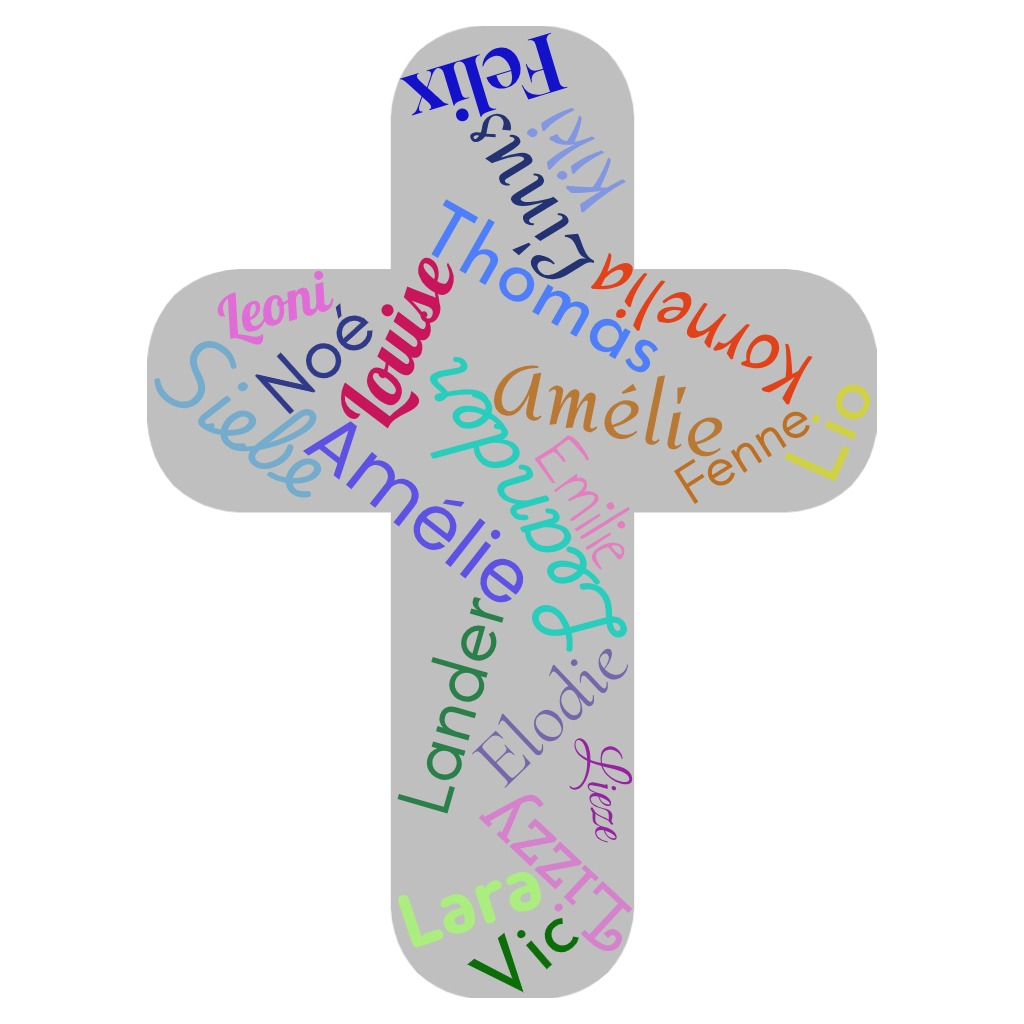 Felix
Kiki
Linus
Thomas
Kornelia
Leoni
Noé
Louise
Siebe
Amélie
Lio
Fenne
Leander
Emilie
Amélie
Lander
Elodie
Lieze
Lizzy
Lara
Vic